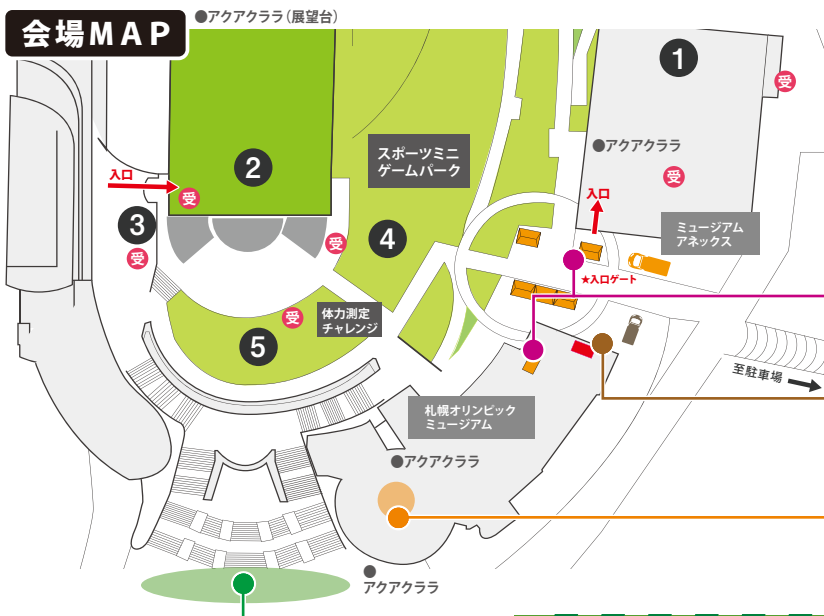 会場MAP
●アクアクララ(展望台)
1
受
●アクアクララ
受
スポーツミニ
ゲームパーク
2
入口
受
入口
3
受
受
4
ミュージアム
アネックス
★入口ゲート
受
体力測定
チャレンジ
5
至駐車場
札幌オリンピック
ミュージアム
●アクアクララ
●
アクアクララ